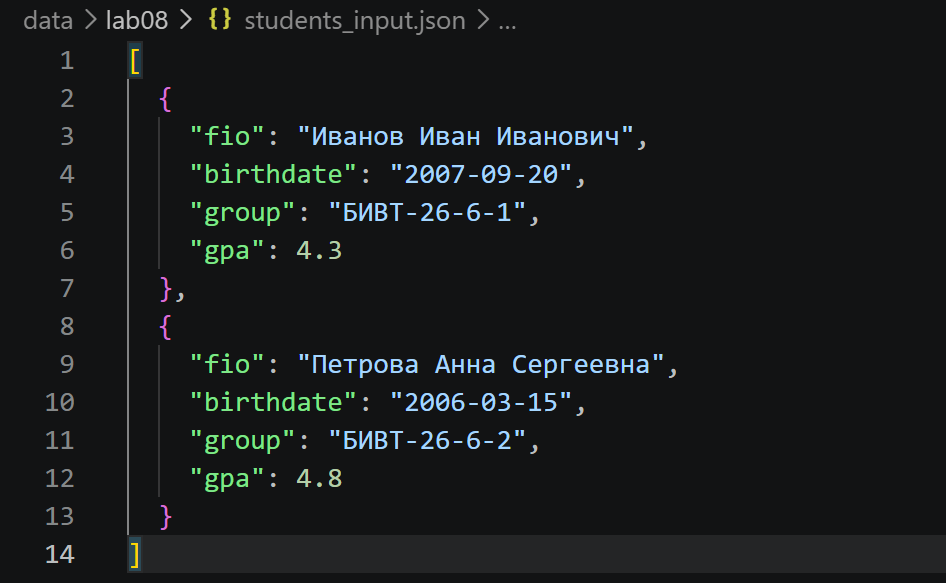 data > lab08 > {} students_input.json > ...
1 [
2 {
3 "fio": "Иванов Иван Иванович",
4 "birthdate": "2007-09-20",
5 "group": "БИВТ-26-6-1",
6 "gpa": 4.3
7 },
8 {
9 "fio": "Петрова Анна Сергеевна",
10 "birthdate": "2006-03-15",
11 "group": "БИВТ-26-6-2",
12 "gpa": 4.8
13 }
14 ]